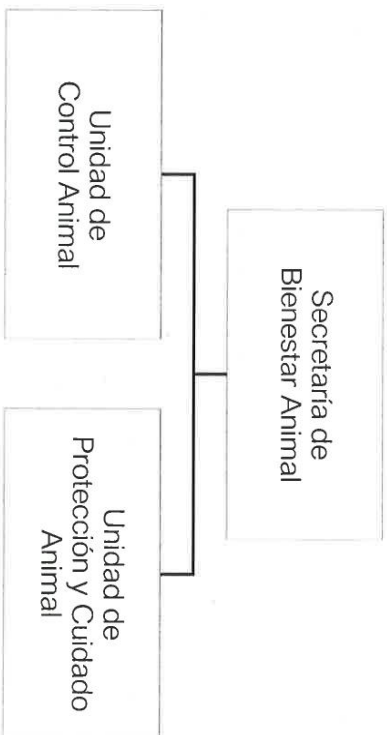 Secretaría de
Bienestar Animal
Unidad de
Control Animal
Unidad de
Protección y Cuidado
Animal